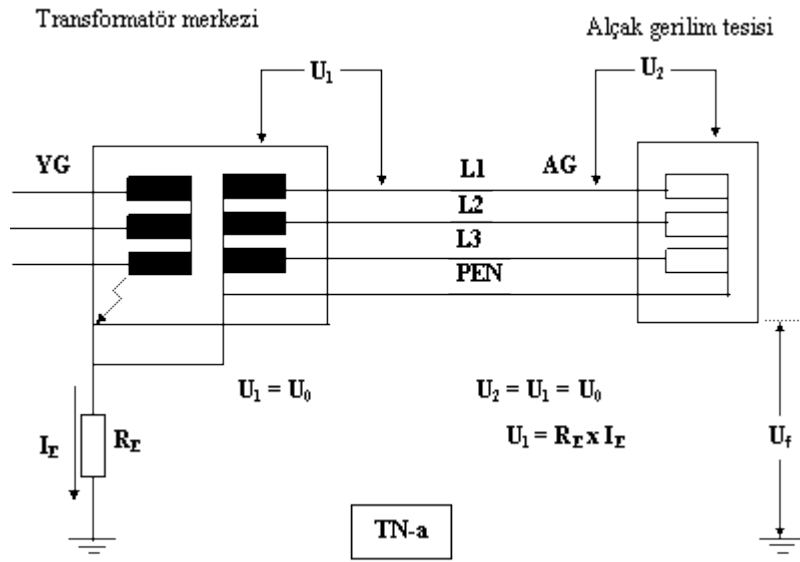 Transformatör merkezi
Alçak gerilim tesisi
U1
U2
YG
L1
AG
L2
L3
PEN
U1 = U0
U2 = U1 = U0
U1 = RE x IE
IE
RE
Uf
TN-a